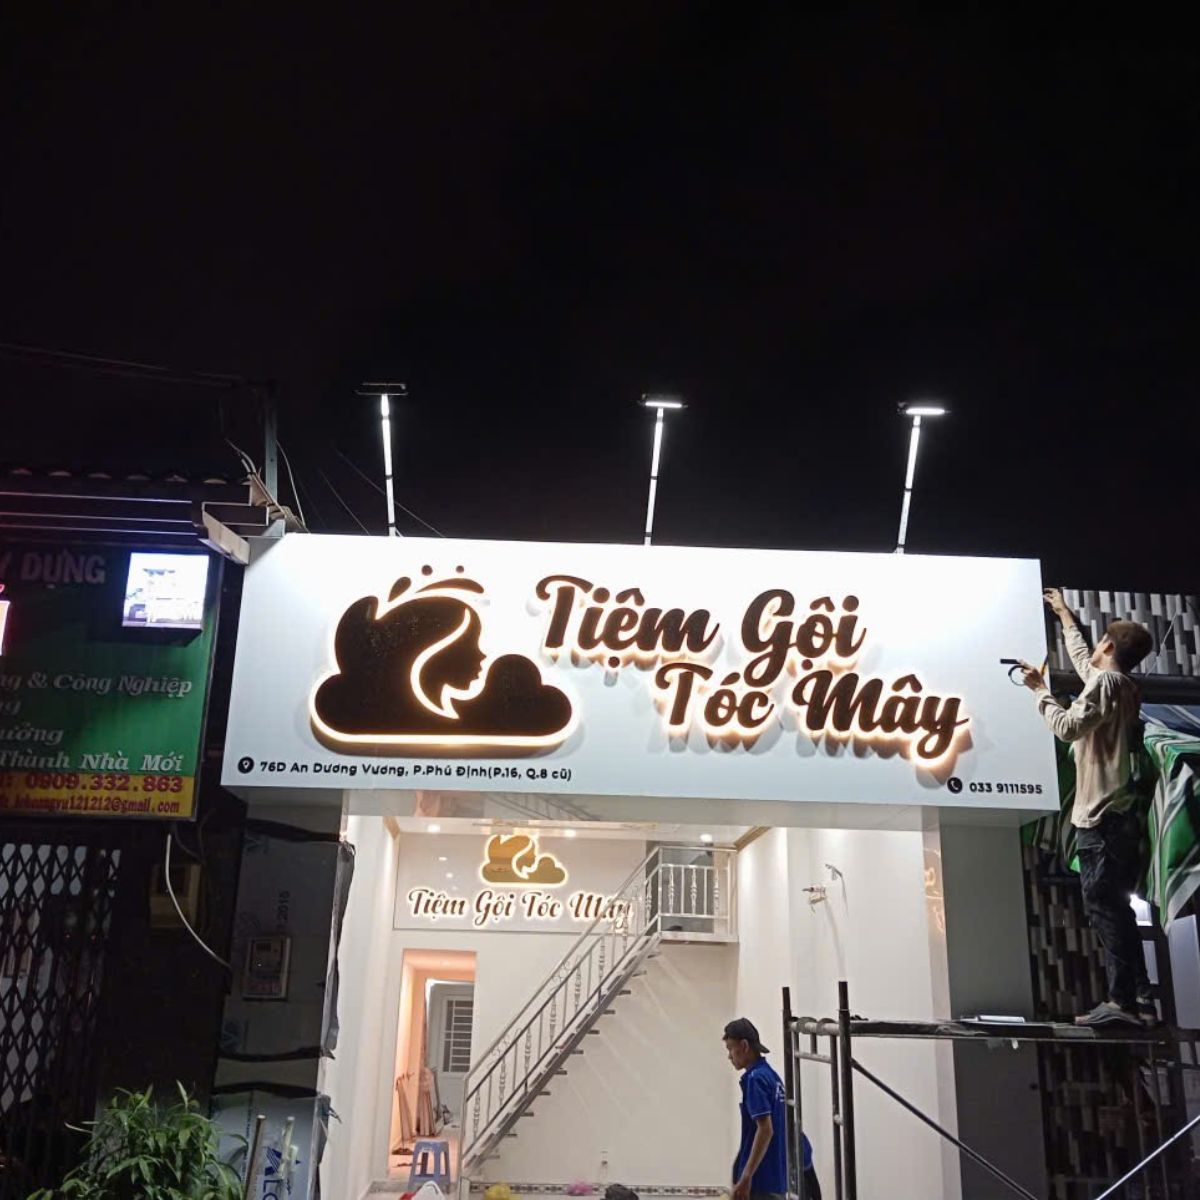 DỰNG
& Công Nghiệp
Thành Nhà Mới
0909.332.863
Tiệm Gội
Tóc Mây
76D An Dương Vương, P.Phú Định(P.16, Q.8 cũ)
033 9111595
Tiệm Gội Tóc Mây